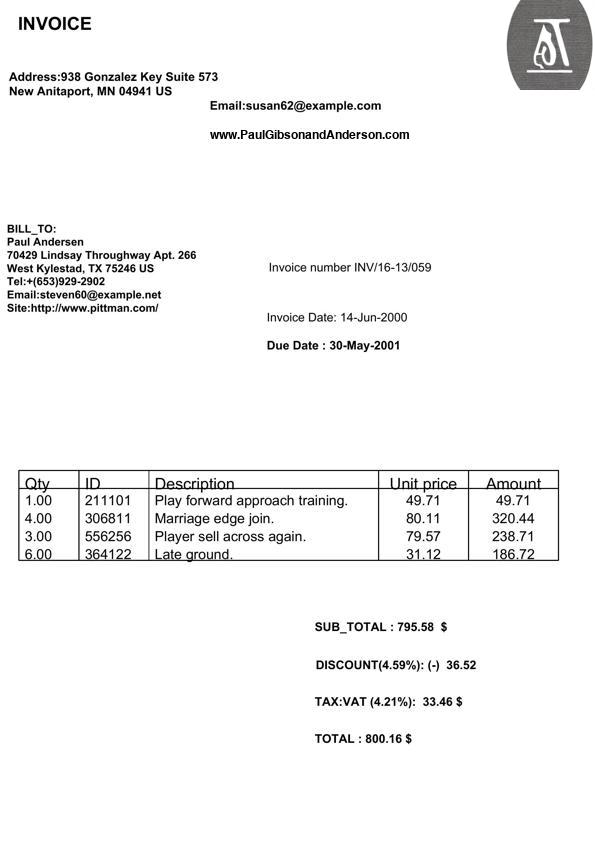 INVOICE
Address:938 Gonzalez Key Suite 573
New Anitaport, MN 04941 US
Email:susan62@example.com
www.PaulGibsonandAnderson.com
BILL_TO:
Paul Andersen
70429 Lindsay Throughway Apt. 266
West Kylestad, TX 75246 US
Tel:+(653)929-2902
Email:steven60@example.net
Site:http://www.pittman.com/
Invoice number INV/16-13/059
Invoice Date: 14-Jun-2000
Due Date : 30-May-2001
Qty ID Description Unit price Amount
1.00 211101 Play forward approach training. 49.71 49.71
4.00 306811 Marriage edge join. 80.11 320.44
3.00 556256 Player sell across again. 79.57 238.71
6.00 364122 Late ground. 31.12 186.72
SUB_TOTAL : 795.58 $
DISCOUNT(4.59%): (-) 36.52
TAX:VAT (4.21%): 33.46 $
TOTAL : 800.16 $